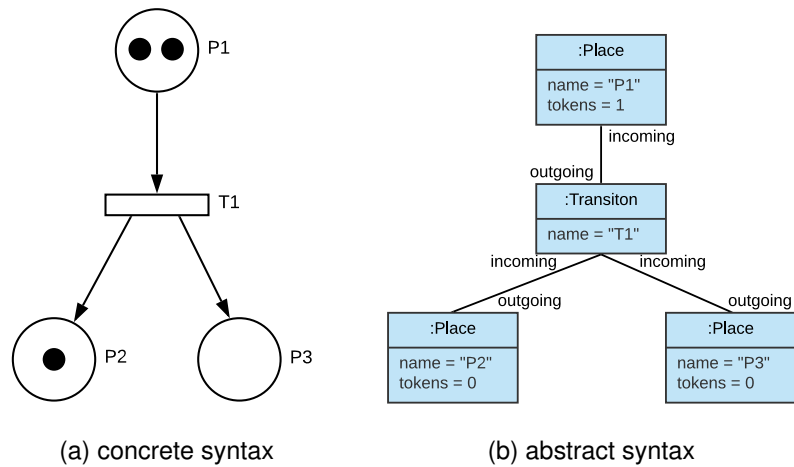 P1
T1
P2
P3
(a) concrete syntax
:Place
name = "P1"
tokens = 1
incoming
outgoing
:Transiton
name = "T1"
incoming
incoming
outgoing
outgoing
:Place
name = "P2"
tokens = 0
:Place
name = "P3"
tokens = 0
(b) abstract syntax